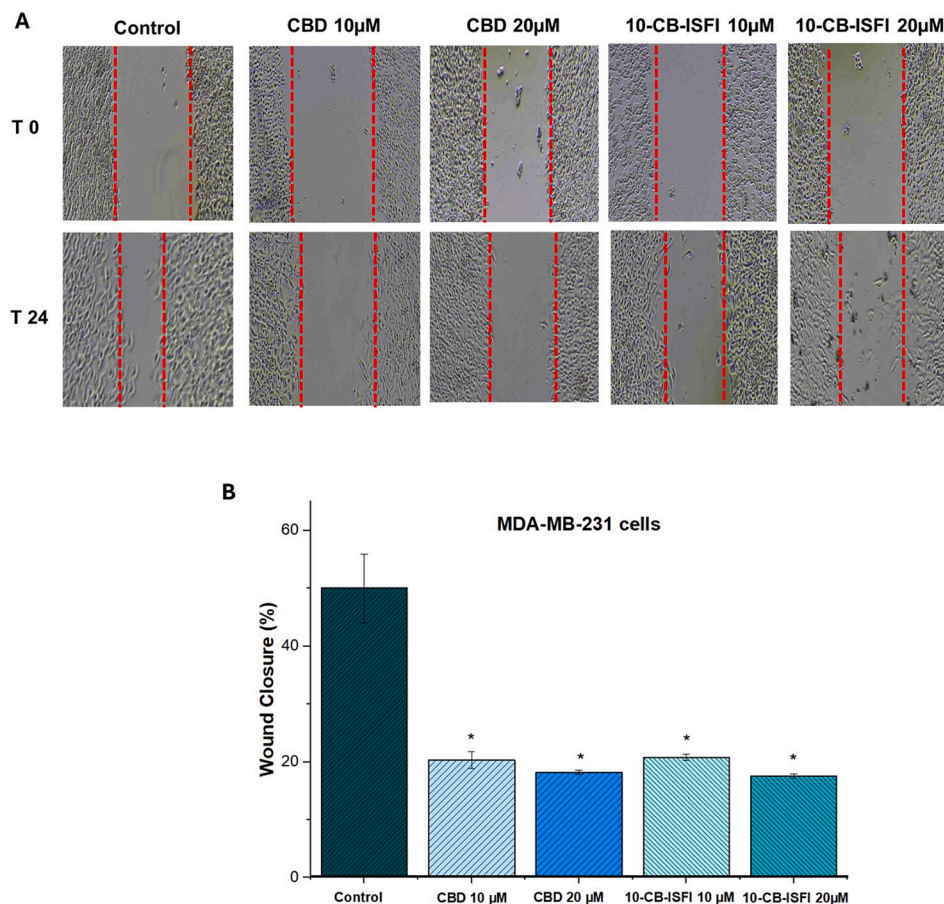 A
Control
CBD 10µM
CBD 20µM
10-CB-ISFI 10µM
10-CB-ISFI 20µM
T 0
T 24
B
MDA-MB-231 cells
Wound Closure (%)
60
40
20
0
*
*
*
*
Control
CBD 10 µM
CBD 20 µM
10-CB-ISFI 10 µM
10-CB-ISFI 20µM